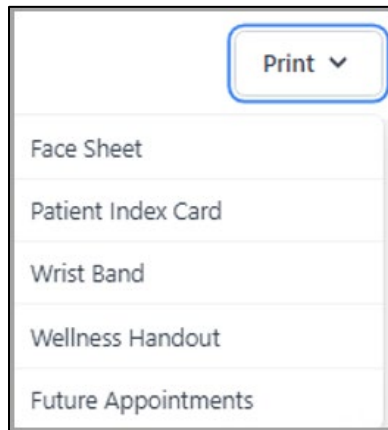 Print
Face Sheet
Patient Index Card
Wrist Band
Wellness Handout
Future Appointments